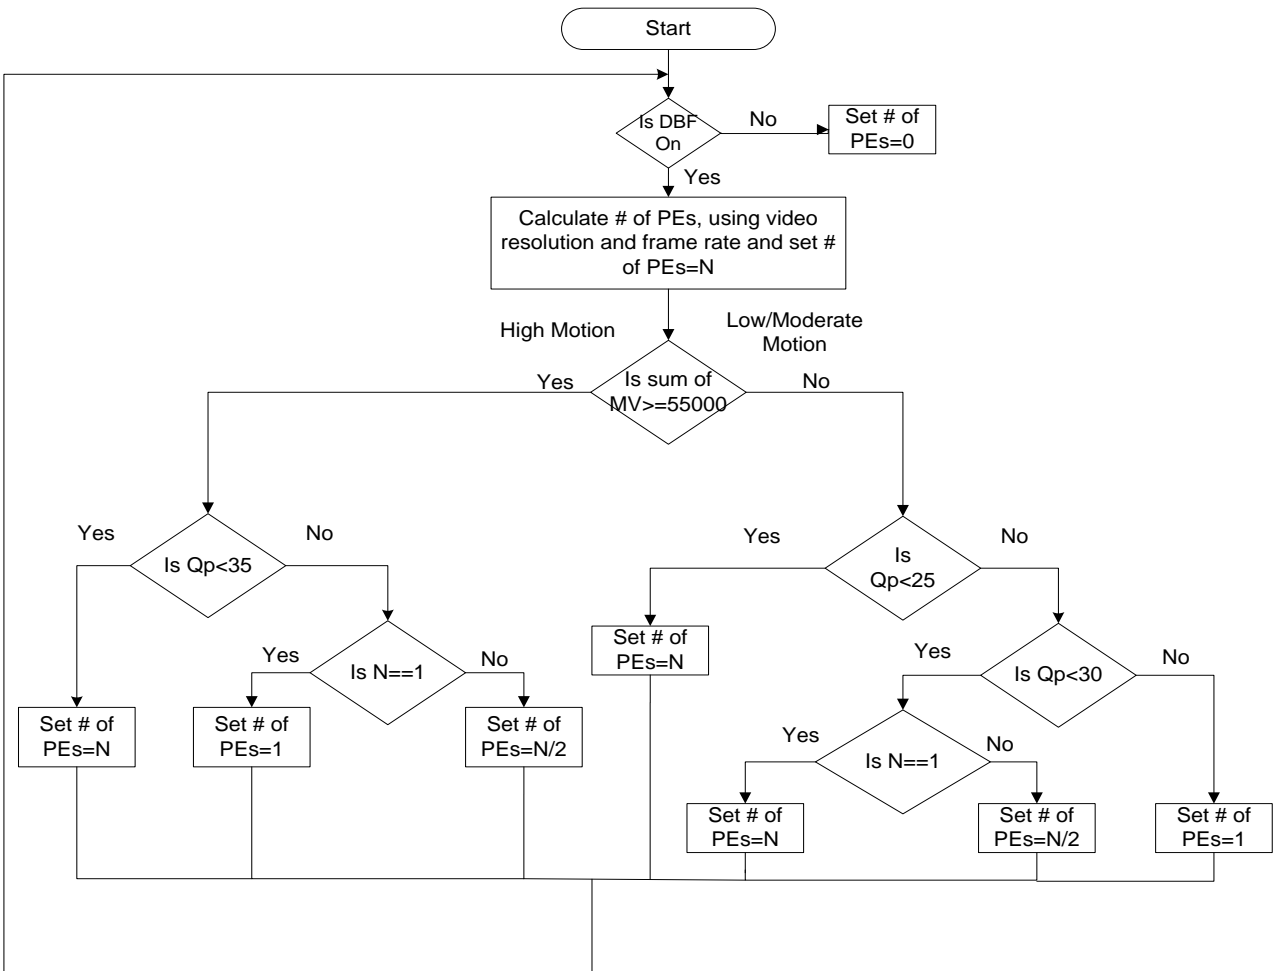 Start
Is DBF
On
No
Set # of
PEs=0
Yes
Calculate # of PEs, using video
resolution and frame rate and set #
of PEs=N
High Motion
Low/Moderate
Motion
Yes
Is sum of
MV>=55000
No
Yes
Is Qp<35
No
Yes
Is
Qp<25
No
Set # of
PEs=N
Yes
Is N==1
No
Yes
Is Qp<30
No
Set # of
PEs=N
Set # of
PEs=1
Set # of
PEs=N/2
Yes
Is N==1
No
Set # of
PEs=N
Set # of
PEs=N/2
Set # of
PEs=1